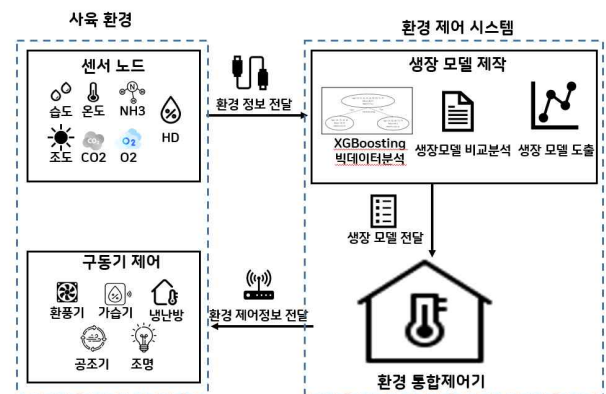 사육 환경
환경 제어 시스템
센서 노드
습도 온도 NH3
HD
조도 CO2 O2
CO₂
O2
N
환경 정보 전달
생장 모델 제작
XGBoosting
빅데이터분석
생장모델 비교분석
생장 모델 도출
생장 모델 전달
구동기 제어
환풍기 가습기 냉난방
공조기 조명
환경 제어정보 전달
환경 통합제어기